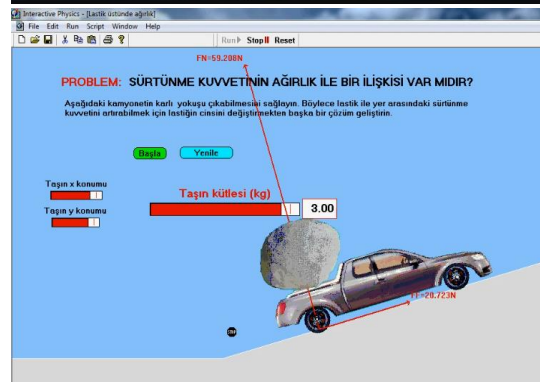 Interactive Physics - [Lastik üstünde ağırlık]
File Edit Run Script Window Help
Run Stop Reset
FN=59.208N
PROBLEM: SÜRTÜNME KUVVETİNİN AĞIRLIK İLE BİR İLİŞKİSİ VAR MIDIR?
Aşağıdaki kamyonetin karlı yokuşu çıkabilmesini sağlayın. Böylece lastik ile yer arasındaki sürtünme
kuvvetini artırabilmek için lastiğin cinsini değiştirmekten başka bir çözüm geliştirin.
Başla Yenile
Taşın x konumu
Taşın kütlesi (kg)
3.00
Taşın y konumu
=20.723N